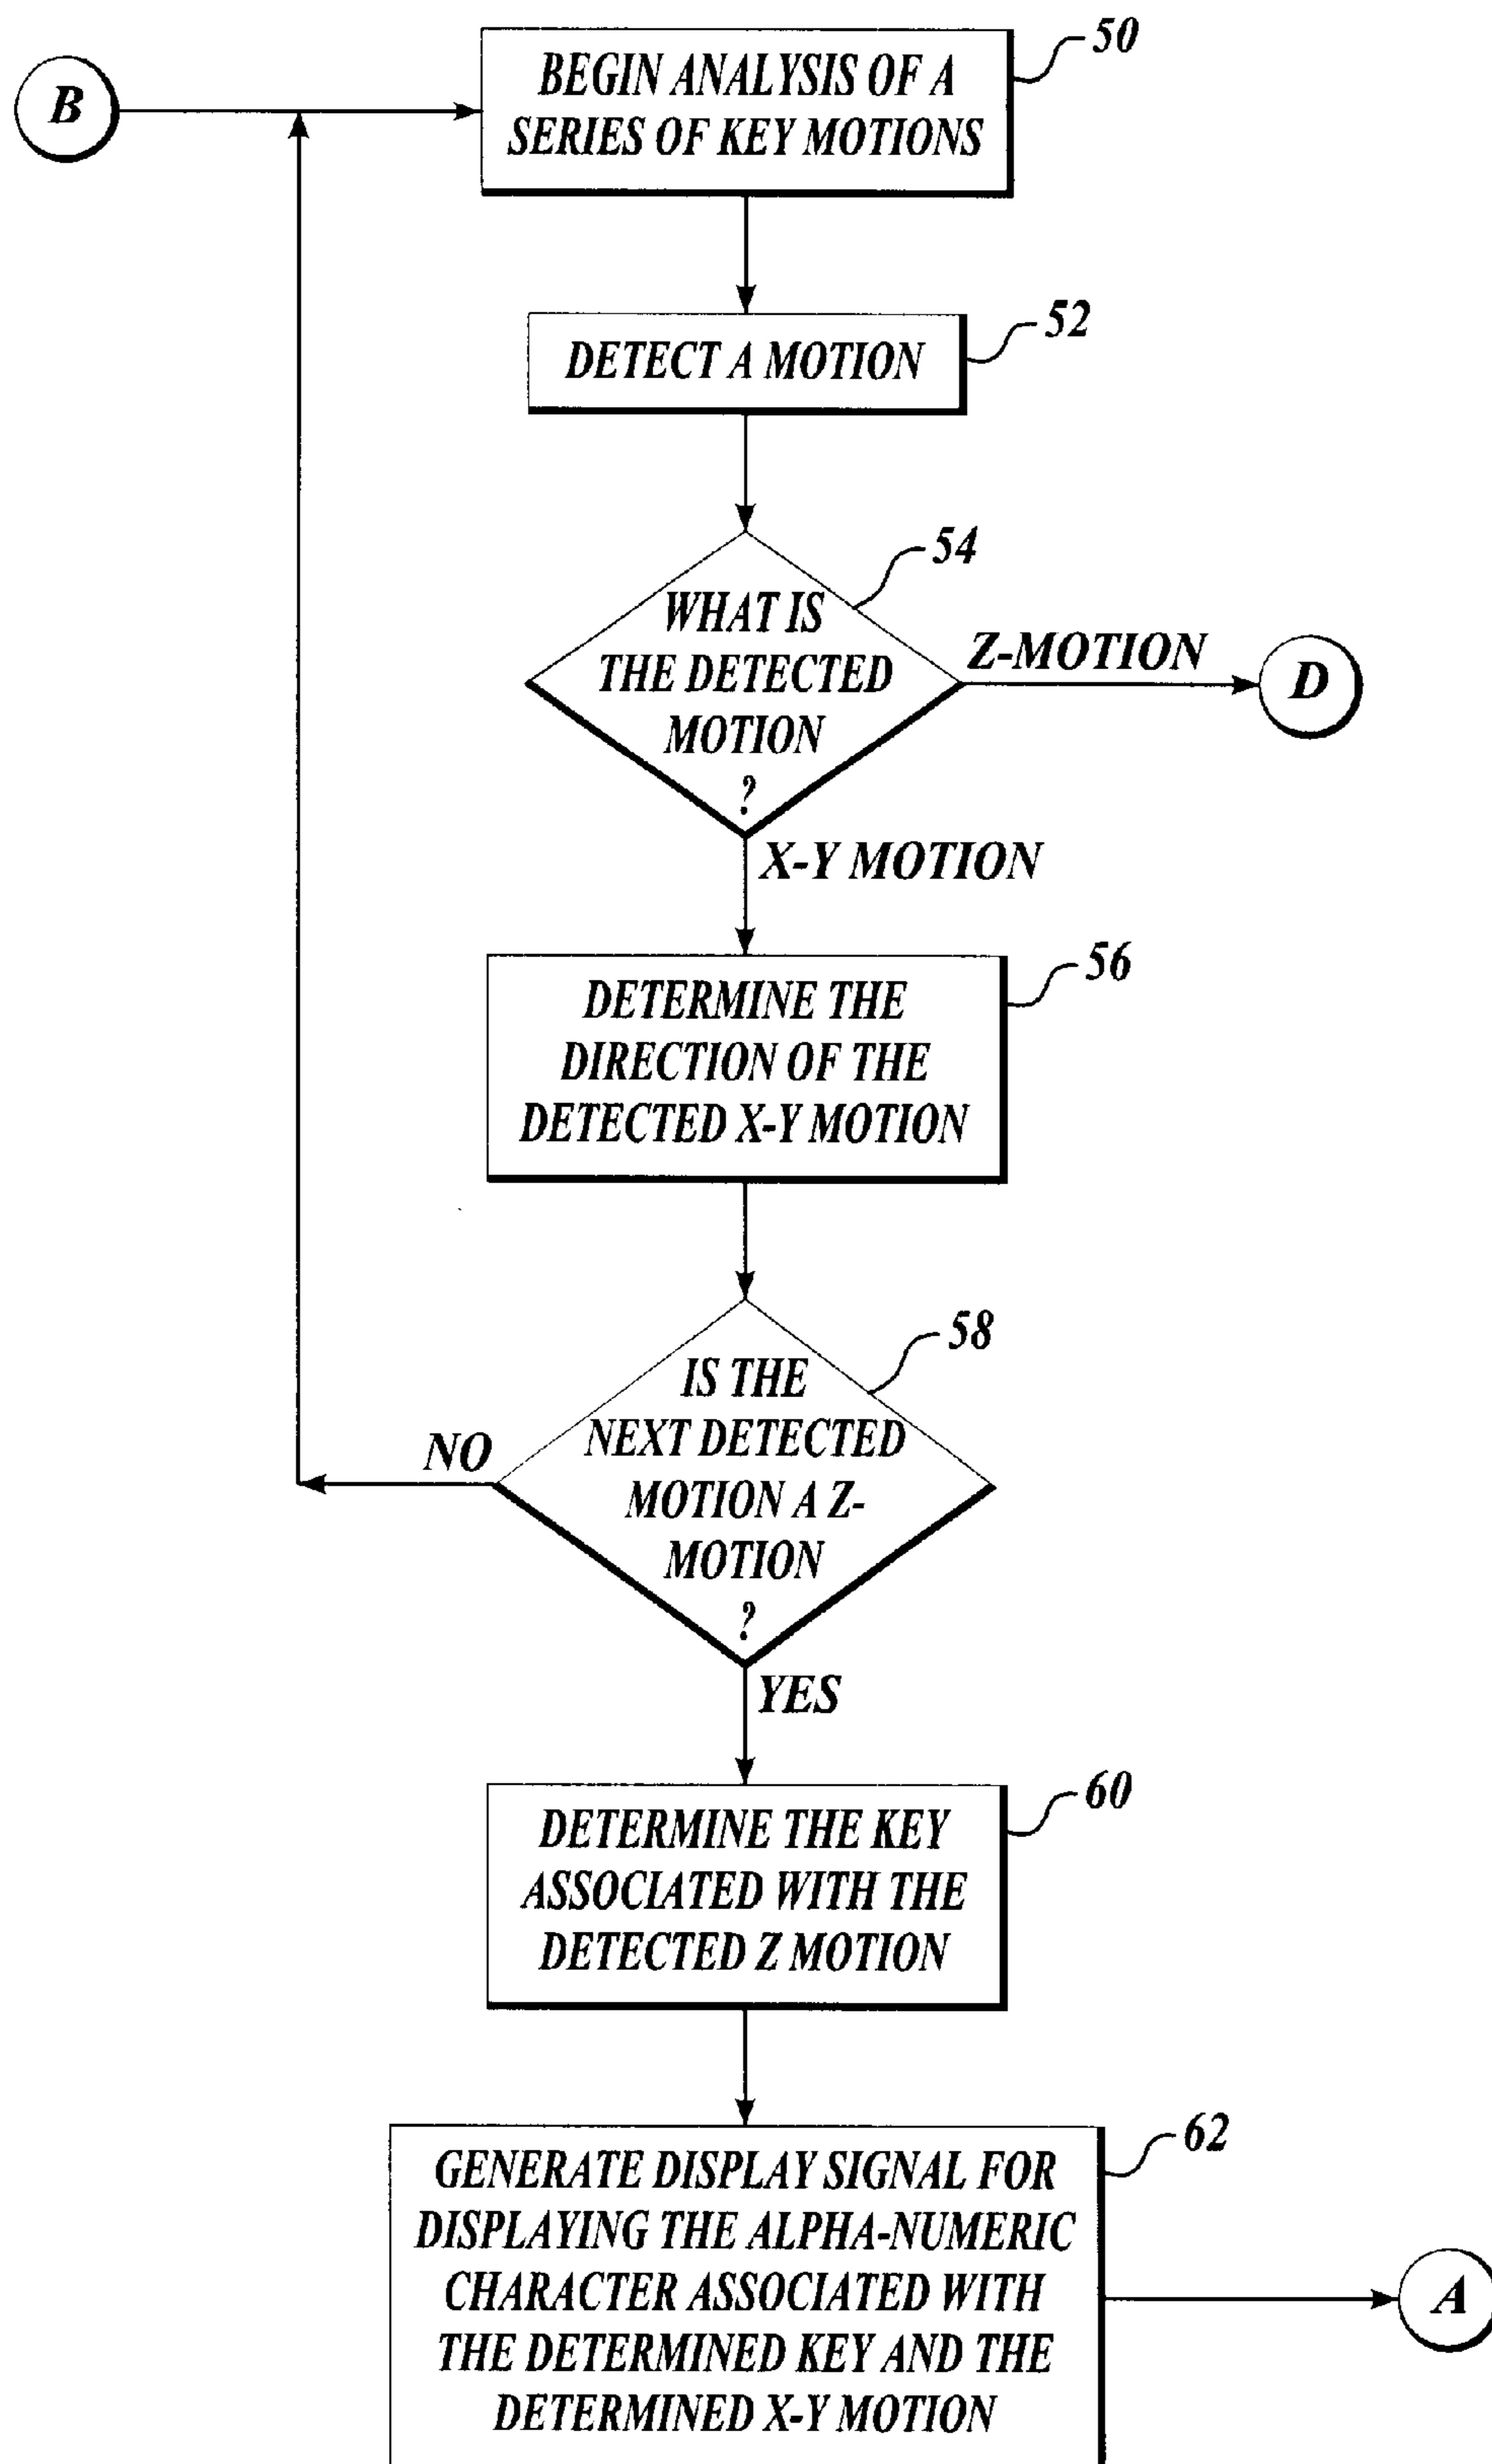 B
BEGIN ANALYSIS OF A
SERIES OF KEY MOTIONS
50
DETECT A MOTION
52
WHAT IS
THE DETECTED
MOTION
?
54
Z-MOTION
D
X-Y MOTION
DETERMINE THE
DIRECTION OF THE
DETECTED X-Y MOTION
56
IS THE
NEXT DETECTED
MOTION A Z-
MOTION
?
58
NO
YES
DETERMINE THE KEY
ASSOCIATED WITH THE
DETECTED Z MOTION
60
GENERATE DISPLAY SIGNAL FOR
DISPLAYING THE ALPHA-NUMERIC
CHARACTER ASSOCIATED WITH
THE DETERMINED KEY AND THE
DETERMINED X-Y MOTION
62
A